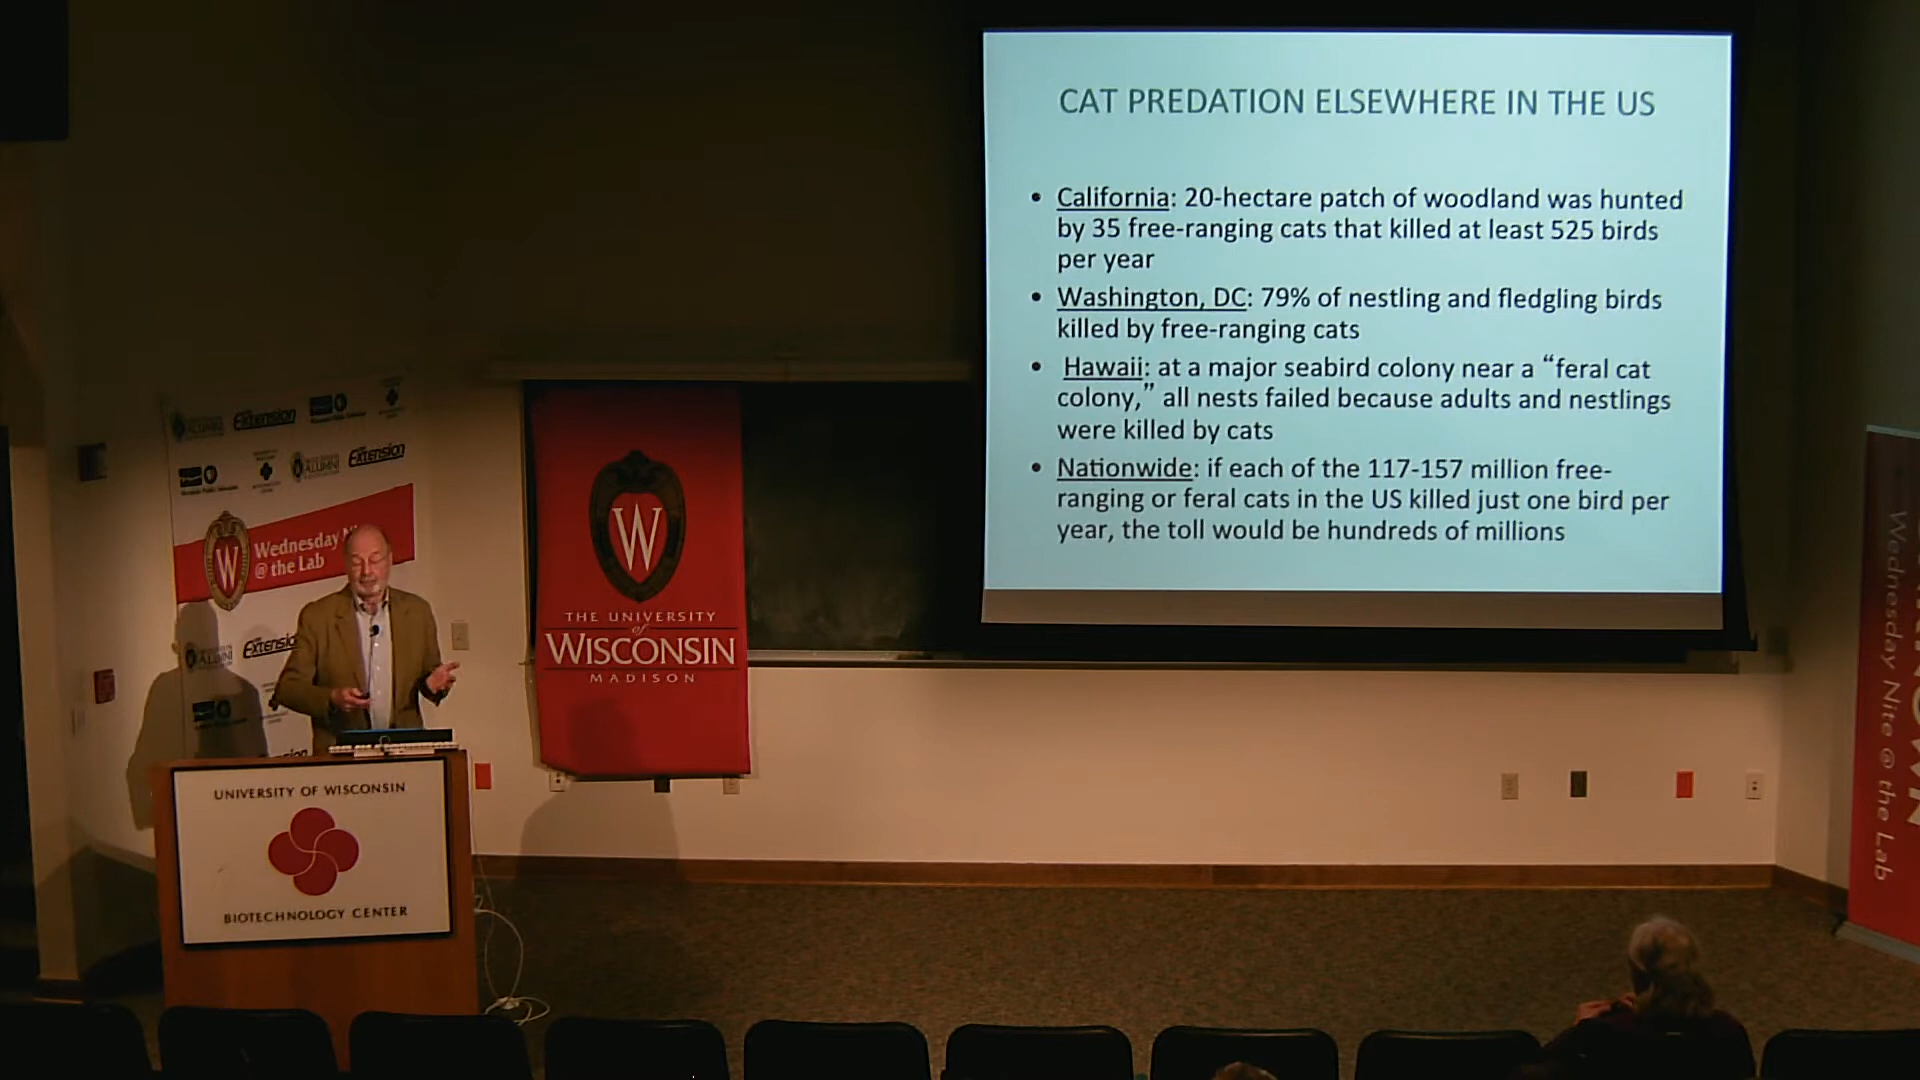 CAT PREDATION ELSEWHERE IN THE US
• California: 20-hectare patch of woodland was hunted
by 35 free-ranging cats that killed at least 525 birds
per year
• Washington, DC: 79% of nestling and fledgling birds
killed by free-ranging cats
• Hawaii: at a major seabird colony near a “feral cat
colony,” all nests failed because adults and nestlings
were killed by cats
• Nationwide: if each of the 117-157 million free-
ranging or feral cats in the US killed just one bird per
year, the toll would be hundreds of millions
Extension
ALUMNI
Extension
W
Wednesday
@ the Lab
ALUMNI
Extensio
W
THE UNIVERSITY
of
WISCONSIN
MADISON
UNIVERSITY OF WISCONSIN
BIOTECHNOLOGY CENTER
Wednesday Nite @ the Lab